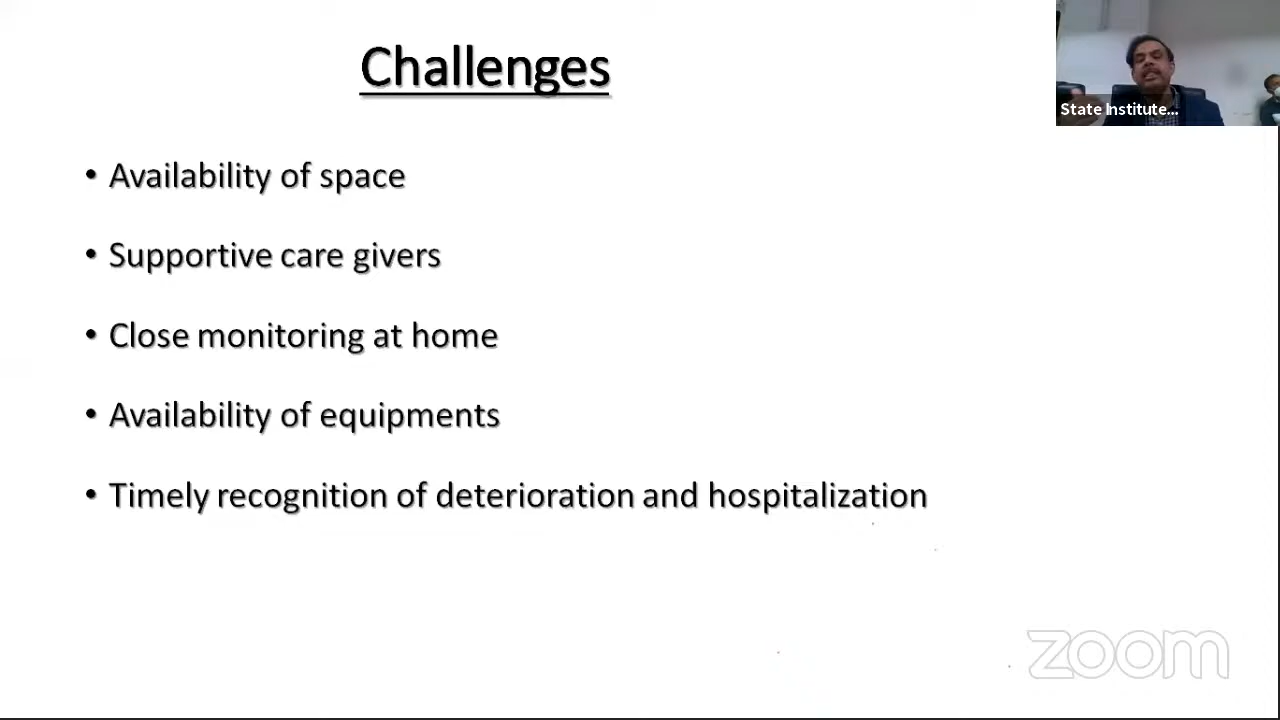 Challenges
State Institute...
• Availability of space
• Supportive care givers
• Close monitoring at home
• Availability of equipments
• Timely recognition of deterioration and hospitalization
zoom